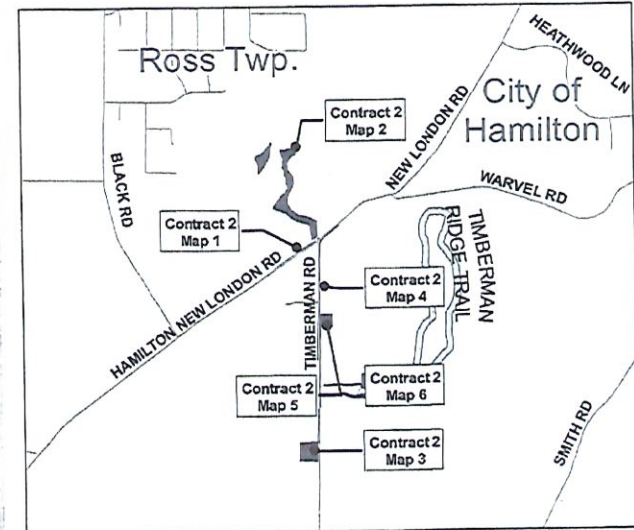 HEATHWOOD LN
Ross Twp.
City of
Hamilton
Contract 2
Map 2
NEW LONDON RD
BLACK RD
WARVEL RD
Contract 2
Map 1
TIMBERMAN
RIDGE TRAIL
HAMILTON NEW LONDON RD
TIMBERMAN RD
Contract 2
Map 4
Contract 2
Map 5
Contract 2
Map 6
Contract 2
Map 3
SMITH RD